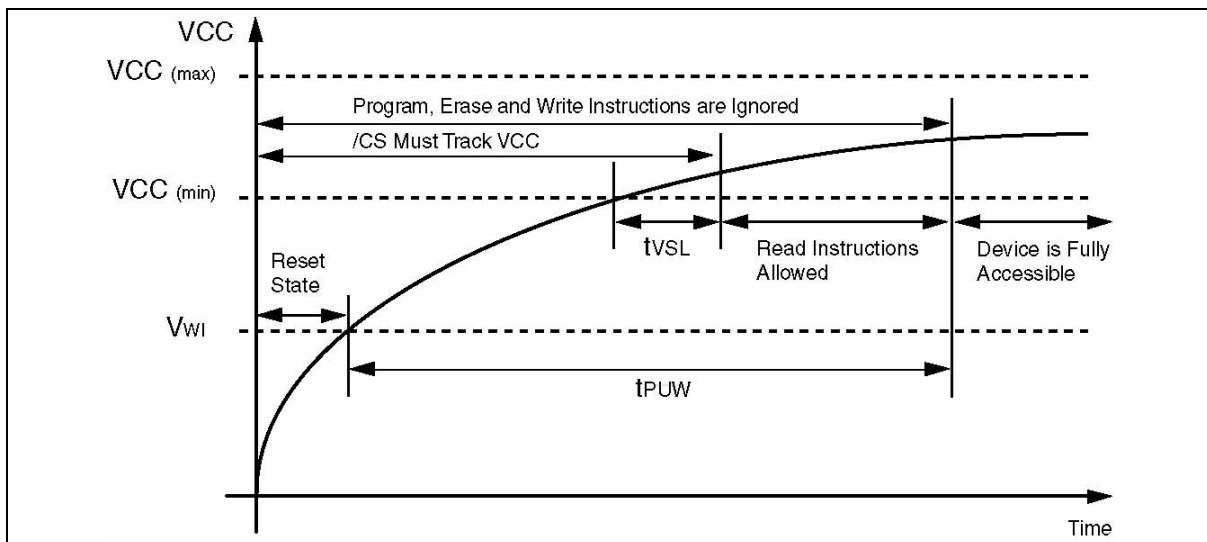 VCC
VCC (max)
Program, Erase and Write Instructions are Ignored
/CS Must Track VCC
VCC (min)
tVSL
Read Instructions
Allowed
Device is Fully
Accessible
Reset
State
VWI
tPUW
Time